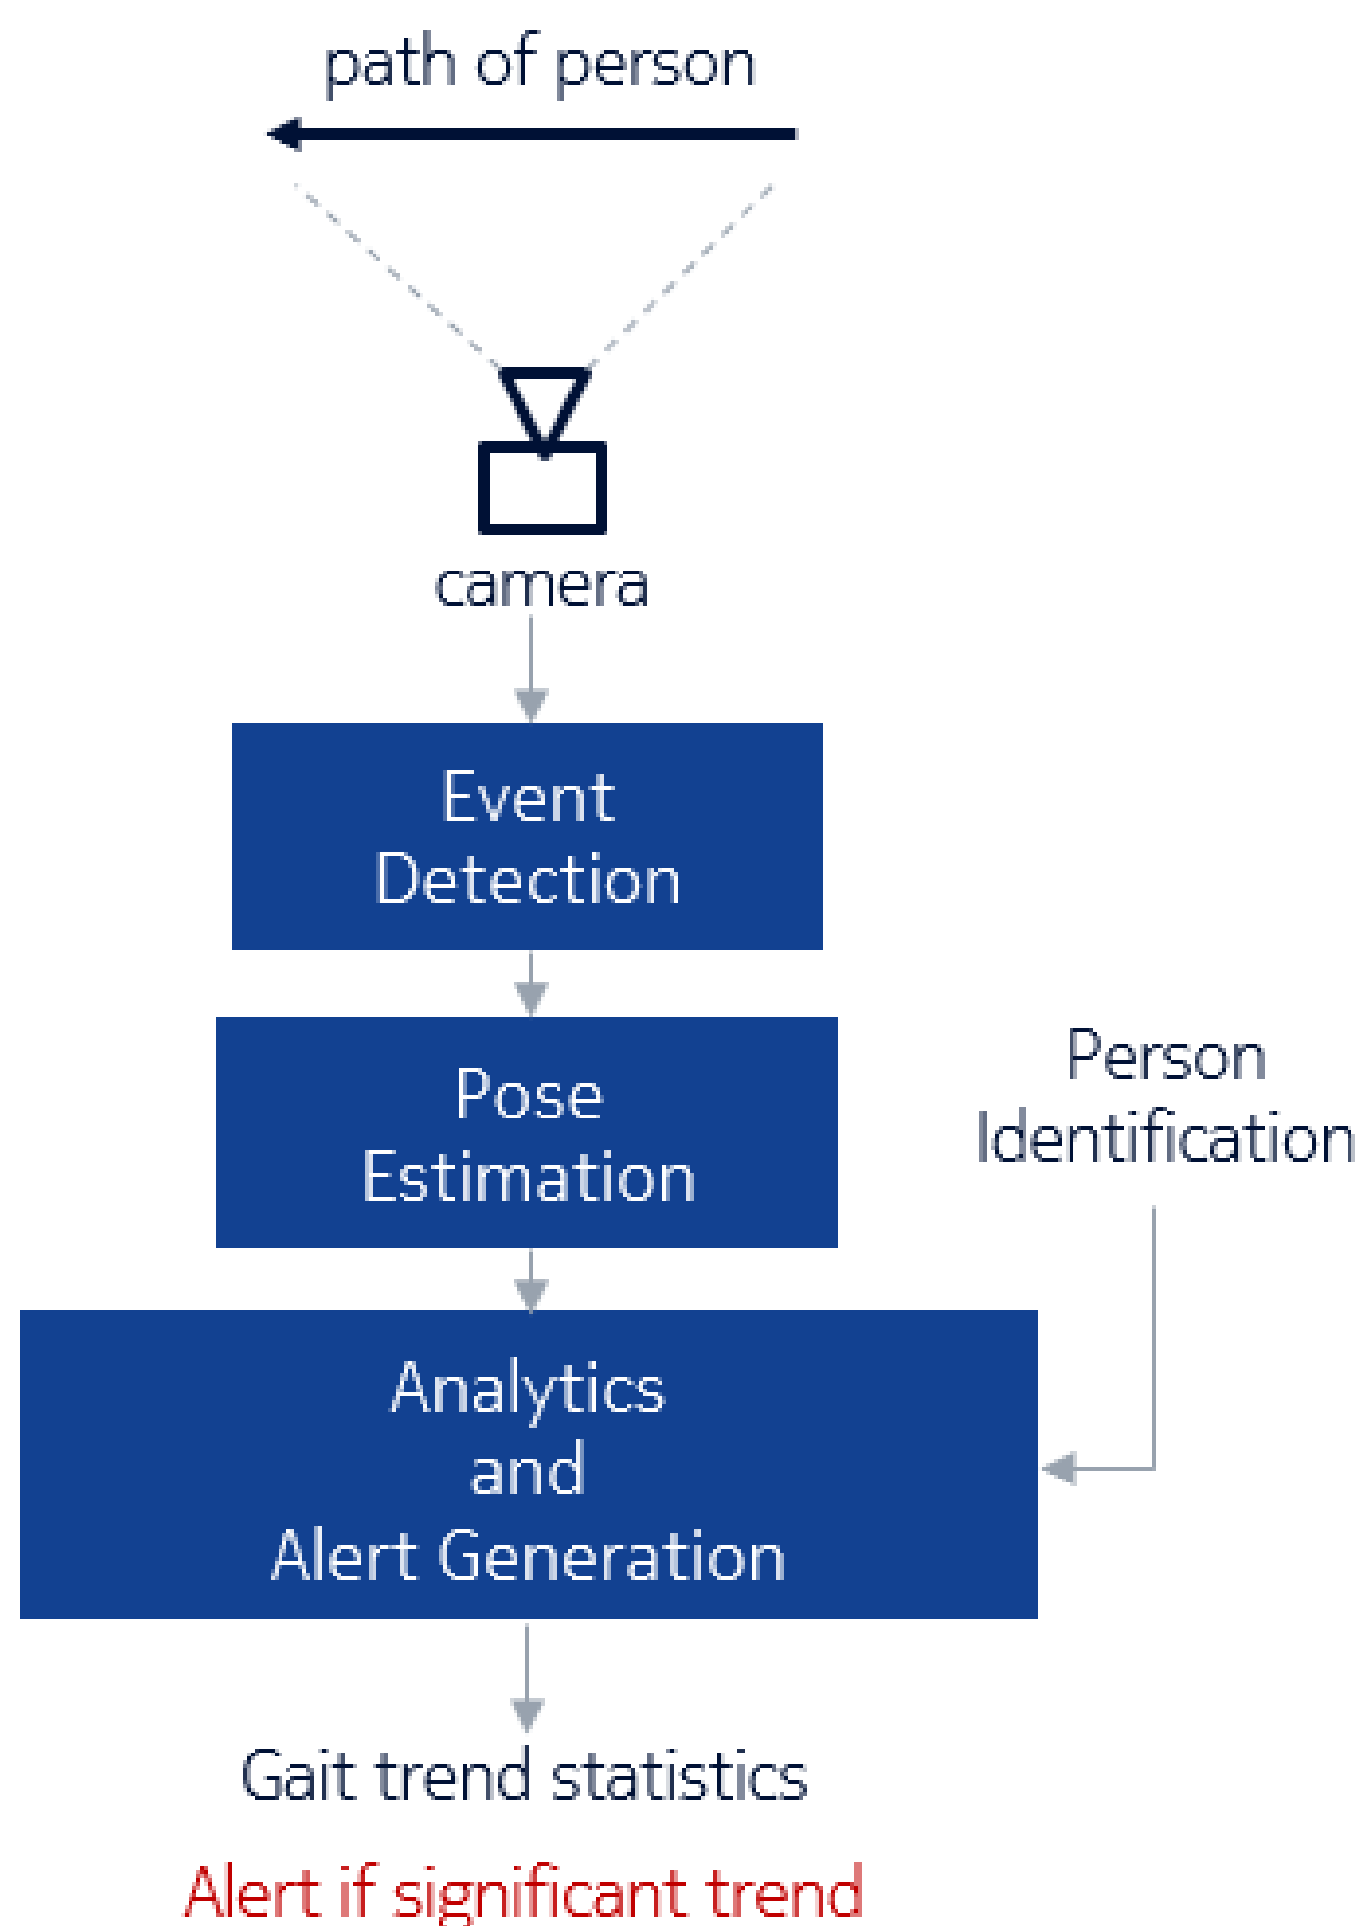 path of person
camera
Event
Detection
Pose
Estimation
Person
Identification
Analytics
and
Alert Generation
Gait trend statistics
Alert if significant trend